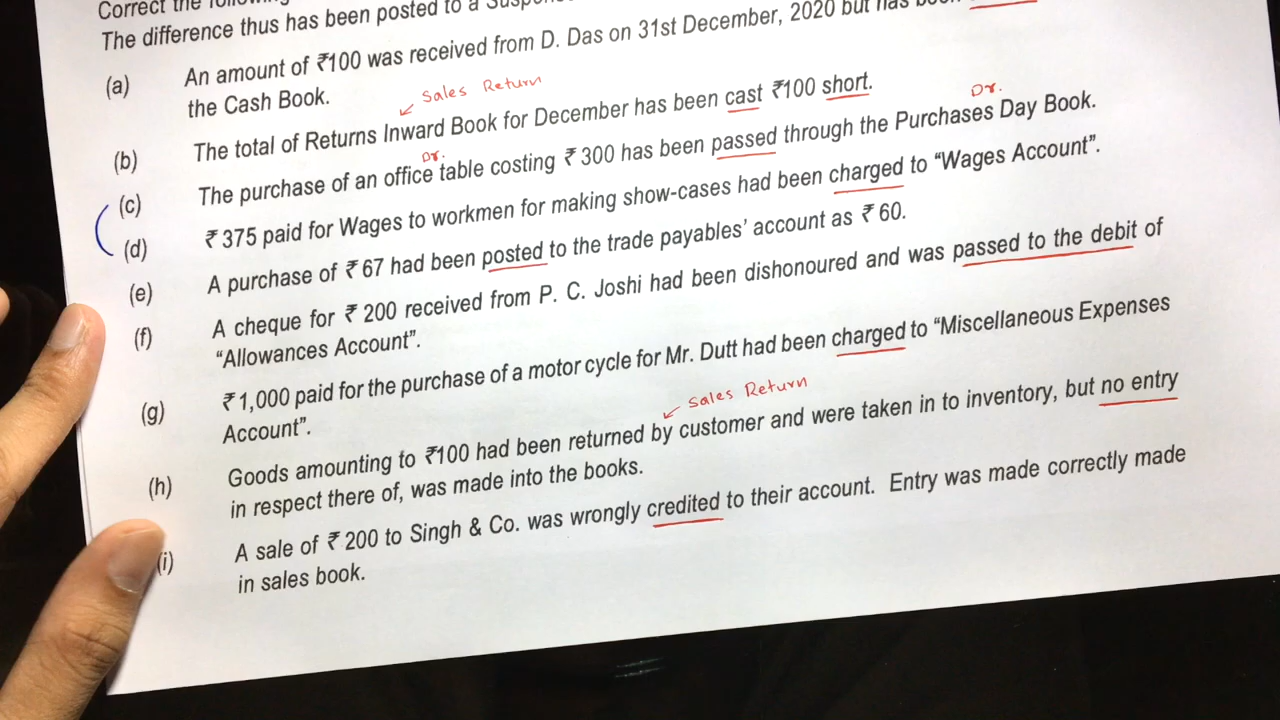 Correct the
The difference thus has been posted to a
(a) An amount of ₹100 was received from D. Das on 31st December, 2020 but has
the Cash Book.
Sales Return
(b) The total of Returns Inward Book for December has been cast ₹100 short.
Dr. Dr.
(c) The purchase of an office table costing ₹ 300 has been passed through the Purchases Day Book.
(d) ₹ 375 paid for Wages to workmen for making show-cases had been charged to “Wages Account”.
(e) A purchase of ₹ 67 had been posted to the trade payables’ account as ₹ 60.
(f) A cheque for ₹ 200 received from P. C. Joshi had been dishonoured and was passed to the debit of
“Allowances Account”.
(g) ₹ 1,000 paid for the purchase of a motor cycle for Mr. Dutt had been charged to “Miscellaneous Expenses
Account”.
Sales Return
(h) Goods amounting to ₹100 had been returned by customer and were taken in to inventory, but no entry
in respect there of, was made into the books.
(i) A sale of ₹ 200 to Singh & Co. was wrongly credited to their account. Entry was made correctly made
in sales book.